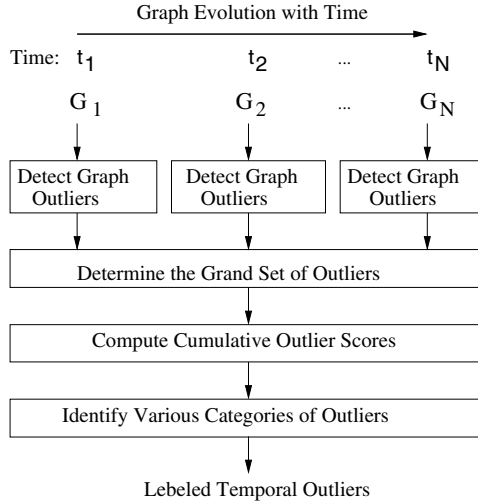 Graph Evolution with Time
Time: t1 t2 ... tN
G1 G2 ... GN
Detect Graph Outliers
Detect Graph Outliers
Detect Graph Outliers
Determine the Grand Set of Outliers
Compute Cumulative Outlier Scores
Identify Various Categories of Outliers
Lebeled Temporal Outliers